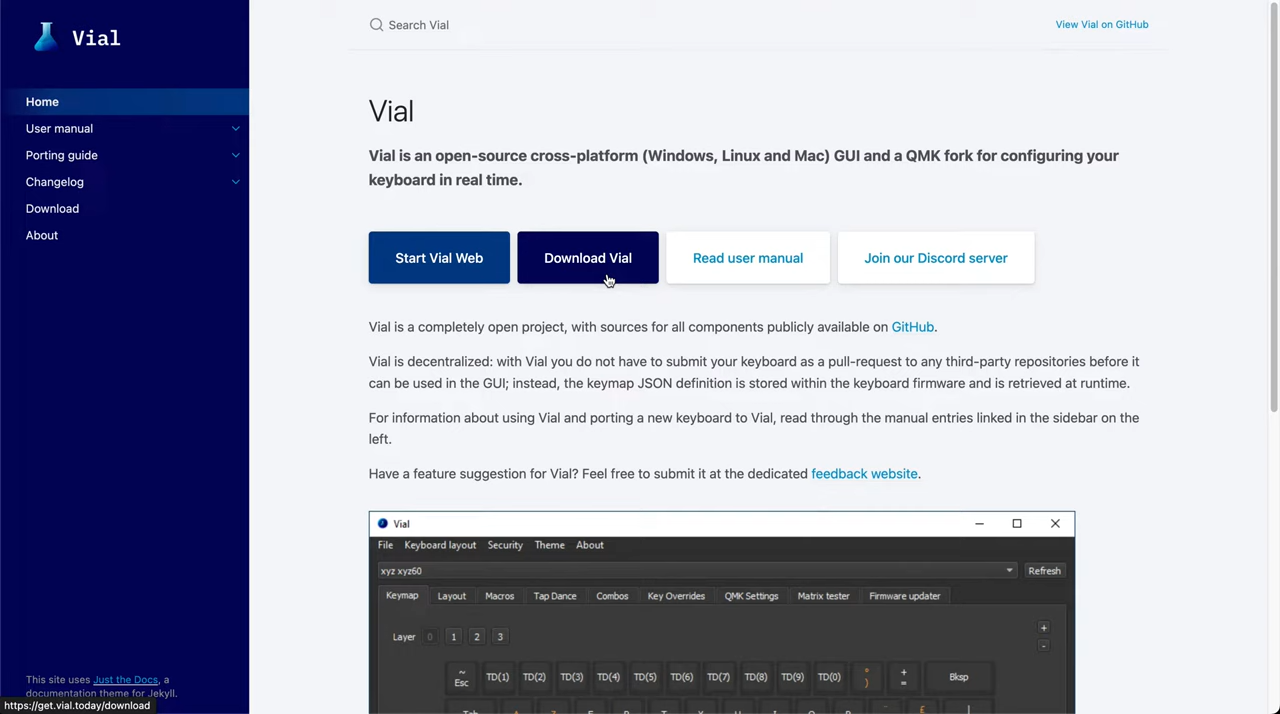 Vial
Search Vial
View Vial on GitHub
Home
User manual
Porting guide
Changelog
Download
About
Vial
Vial is an open-source cross-platform (Windows, Linux and Mac) GUI and a QMK fork for configuring your
keyboard in real time.
Start Vial Web
Download Vial
Read user manual
Join our Discord server
Vial is a completely open project, with sources for all components publicly available on GitHub.
Vial is decentralized: with Vial you do not have to submit your keyboard as a pull-request to any third-party repositories before it
can be used in the GUI; instead, the keymap JSON definition is stored within the keyboard firmware and is retrieved at runtime.
For information about using Vial and porting a new keyboard to Vial, read through the manual entries linked in the sidebar on the
left.
Have a feature suggestion for Vial? Feel free to submit it at the dedicated feedback website.
Vial
File Keyboard layout Security Theme About
xyz xyz60
Refresh
Keymap Layout Macros Tap Dance Combos Key Overrides QMK Settings Matrix tester Firmware updater
Layer 0 1 2 3
+
-
~
Esc TD(1) TD(2) TD(3) TD(4) TD(5) TD(6) TD(7) TD(8) TD(9) TD(0) ) + = Bksp
This site uses Just the Docs, a
documentation theme for Jekyll.
https://get.vial.today/download